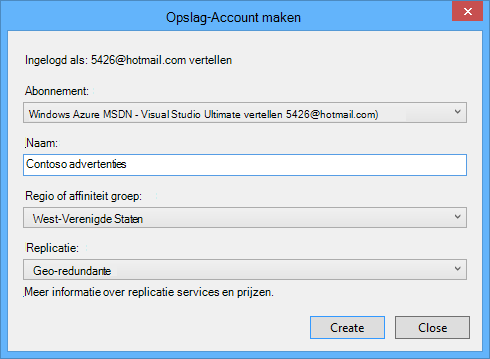 Opslag-Account maken
Ingelogd als: 5426@hotmail.com vertellen
Abonnement:
Windows Azure MSDN - Visual Studio Ultimate vertellen 5426@hotmail.com)
Naam:
Contoso advertenties
Regio of affiniteit groep:
West-Verenigde Staten
Replicatie:
Geo-redundante
Meer informatie over replicatie services en prijzen.
Create Close